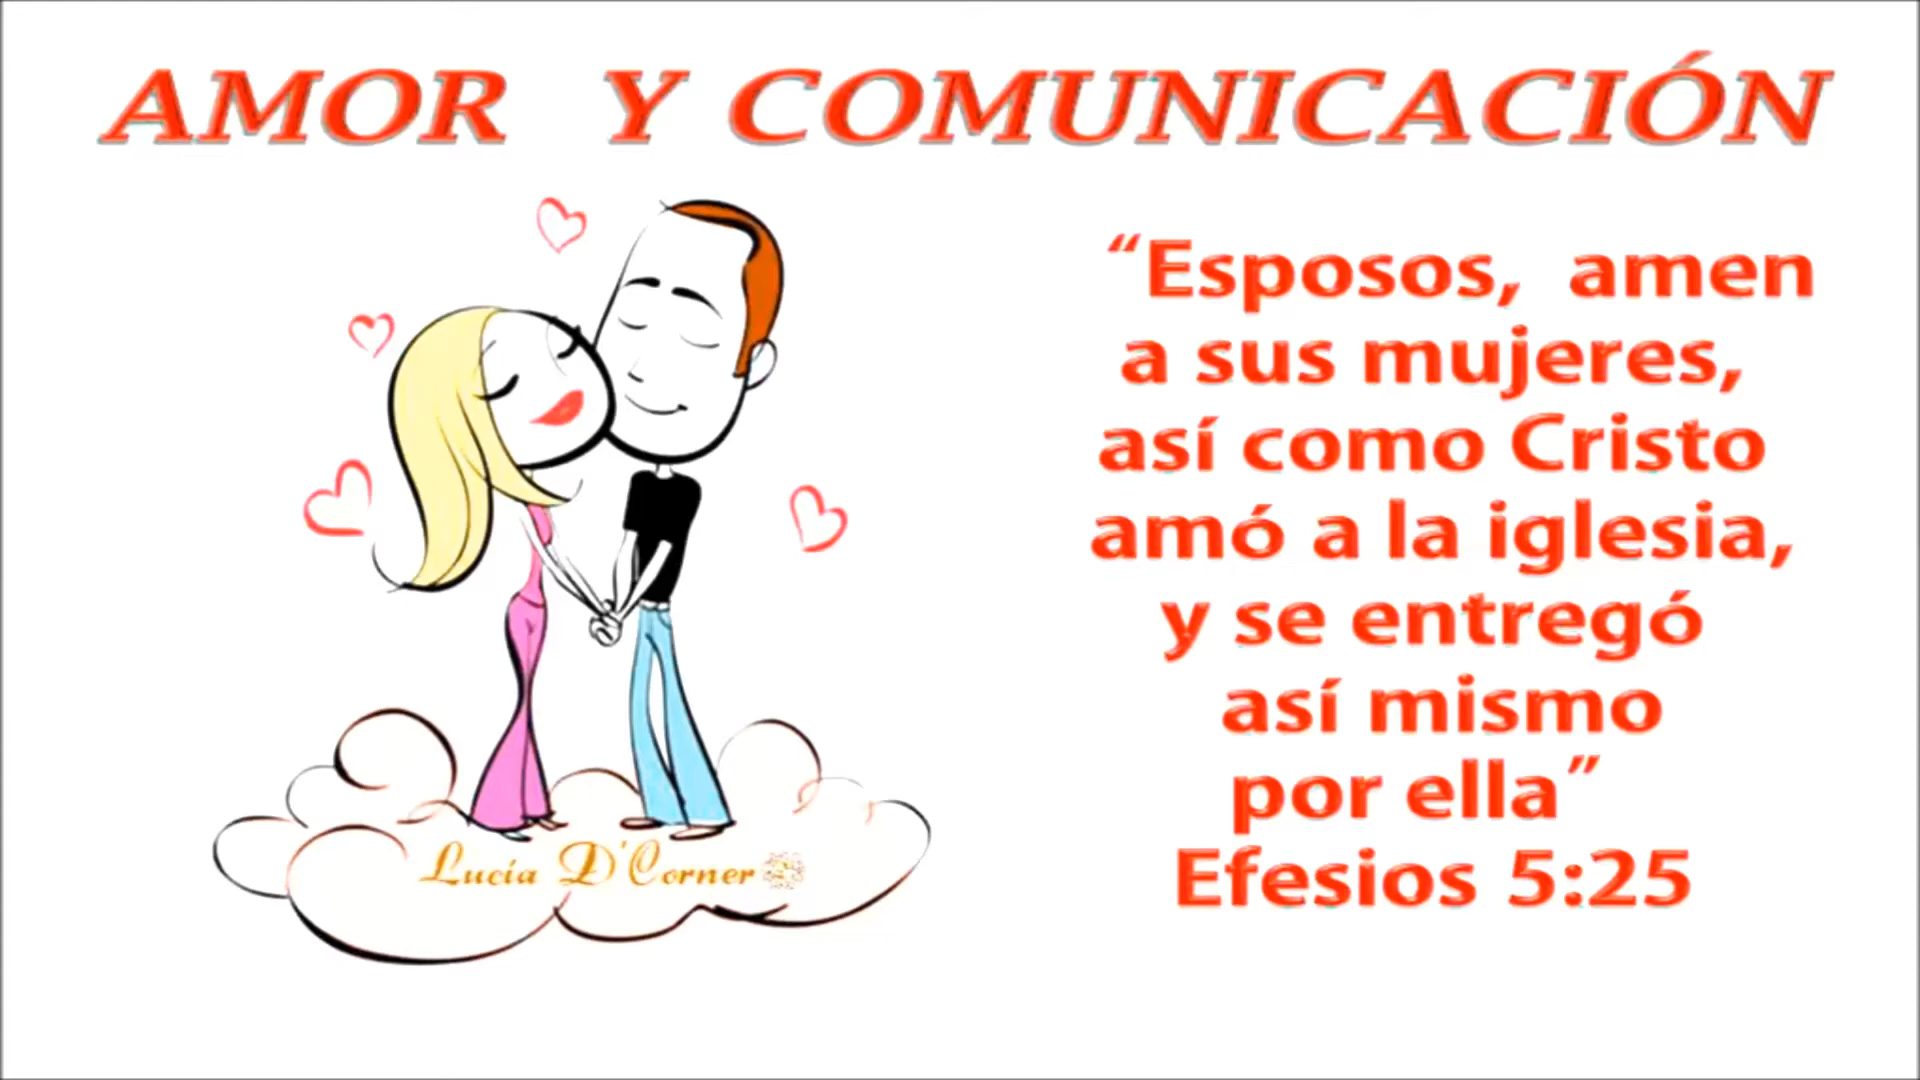 AMOR Y COMUNICACIÓN
“Esposos, amen
a sus mujeres,
así como Cristo
amó a la iglesia,
y se entregó
así mismo
por ella”
Efesios 5:25
Lucía D'Corner